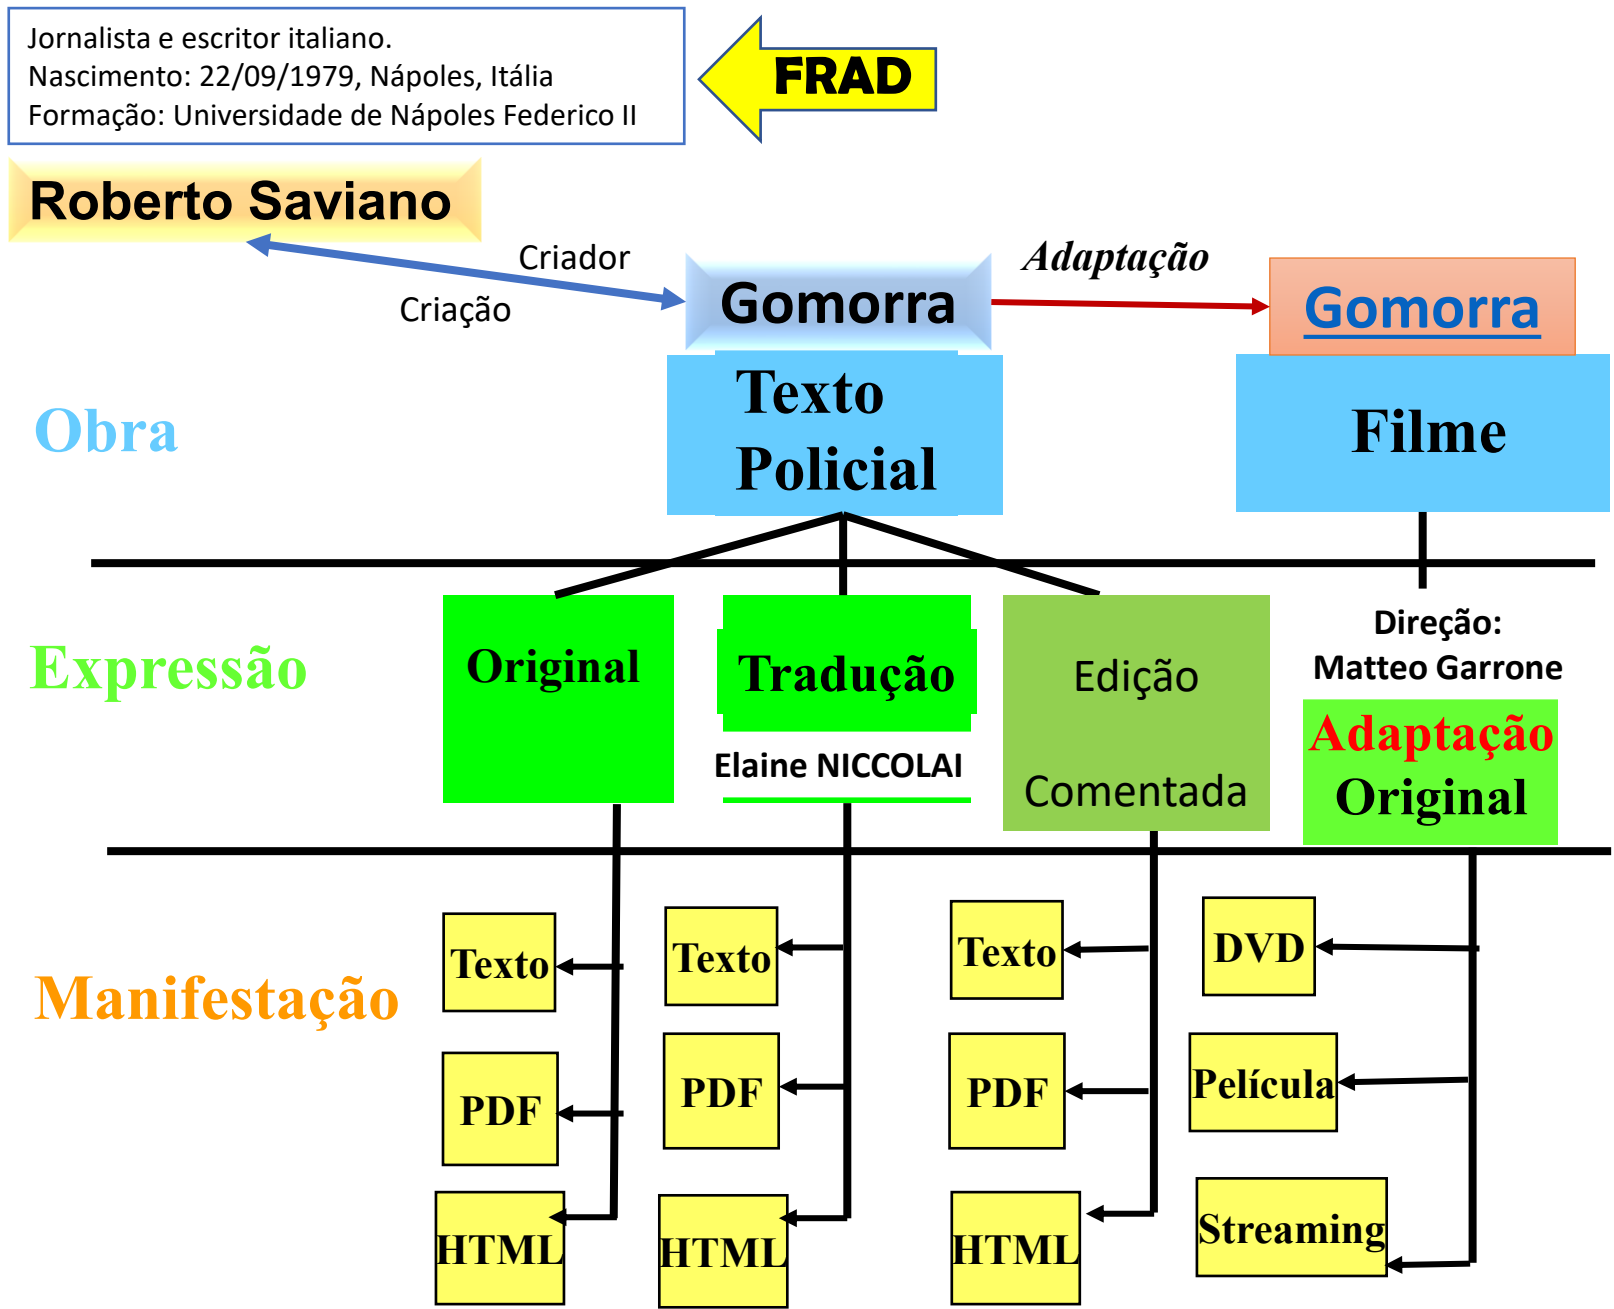 Jornalista e escritor italiano.
Nascimento: 22/09/1979, Nápoles, Itália
Formação: Universidade de Nápoles Federico II
FRAD
Roberto Saviano
Criador
Criação
Gomorra
Adaptação
Gomorra
Obra
Texto
Policial
Filme
Expressão
Original
Tradução
Elaine NICCOLAI
Edição
Comentada
Direção:
Matteo Garrone
Adaptação
Original
Manifestação
Texto
PDF
HTML
Texto
PDF
HTML
Texto
PDF
HTML
DVD
Película
Streaming